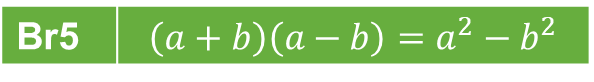 Br5 (a + b)(a − b) = a² − b²